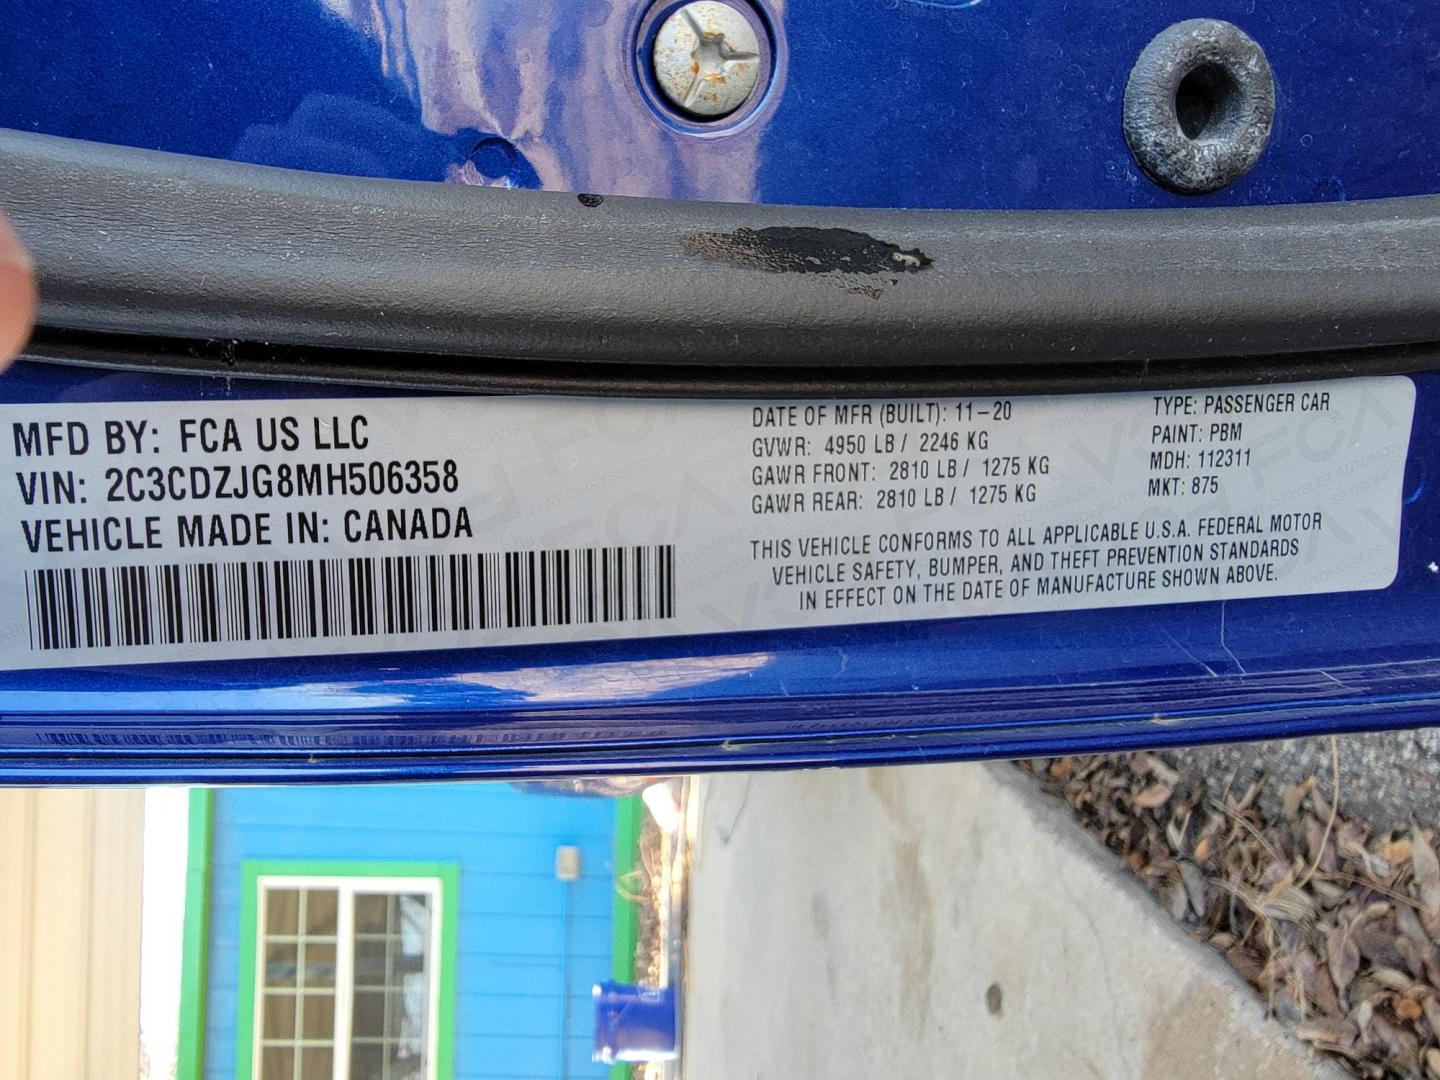 MFD BY: FCA US LLC
VIN: 2C3CDZJG8MH506358
VEHICLE MADE IN: CANADA
DATE OF MFR (BUILT): 11-20
GVWR: 4950 LB / 2246 KG
GAWR FRONT: 2810 LB / 1275 KG
GAWR REAR: 2810 LB / 1275 KG
TYPE: PASSENGER CAR
PAINT: PBM
MDH: 112311
MKT: 875
THIS VEHICLE CONFORMS TO ALL APPLICABLE U.S.A. FEDERAL MOTOR
VEHICLE SAFETY, BUMPER, AND THEFT PREVENTION STANDARDS
IN EFFECT ON THE DATE OF MANUFACTURE SHOWN ABOVE.